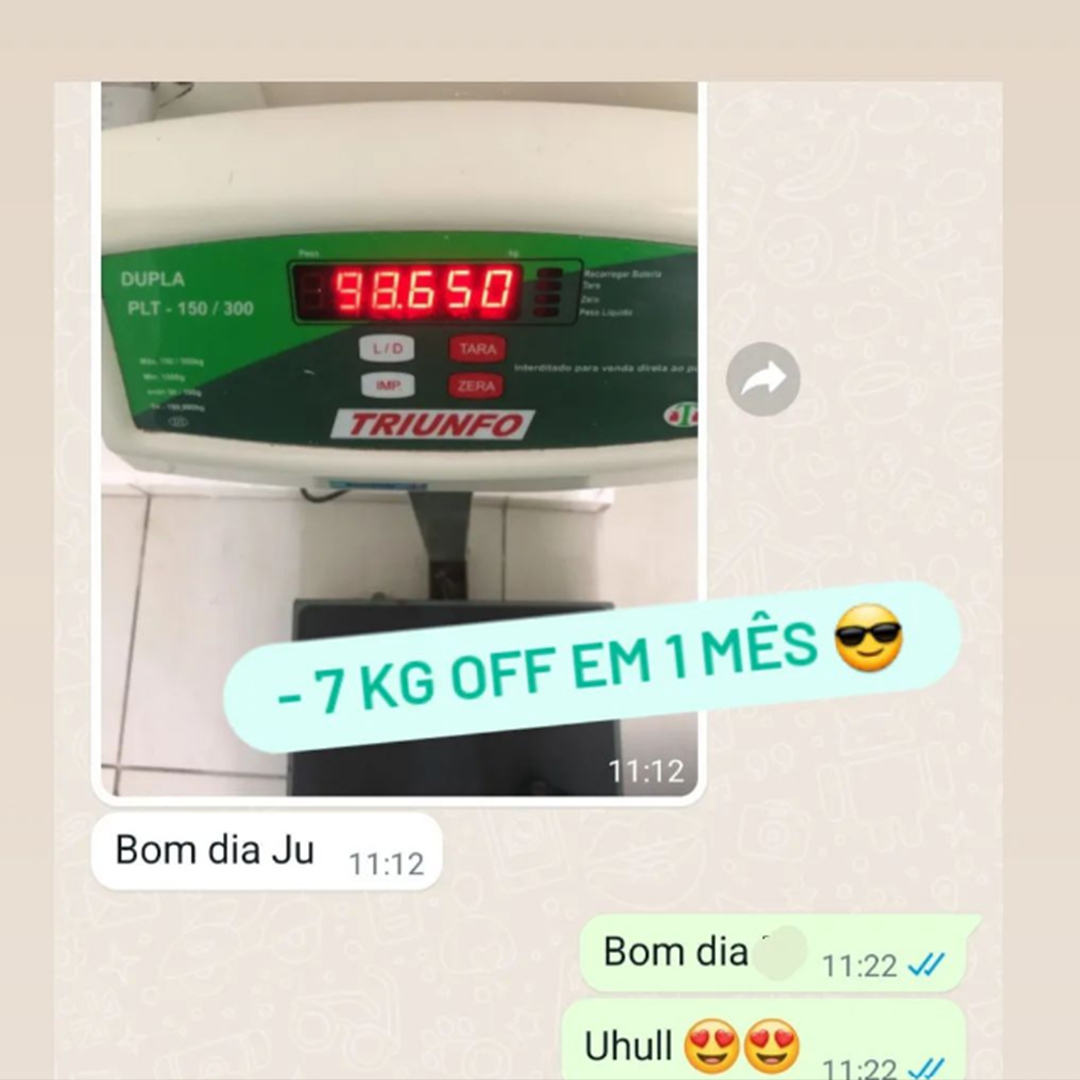 Peso kg
DUPLA
PLT - 150 / 300
98.650
Recarregar Bateria
Tara
Zero
Peso Líquido
L / D
TARA
Interditado para venda direta ao
IMP.
ZERA
TRIUNFO
- 7 KG OFF EM 1 MÊS 😎
11:12
Bom dia Ju 11:12
Bom dia 11:22
Uhull 😍😍 11:22